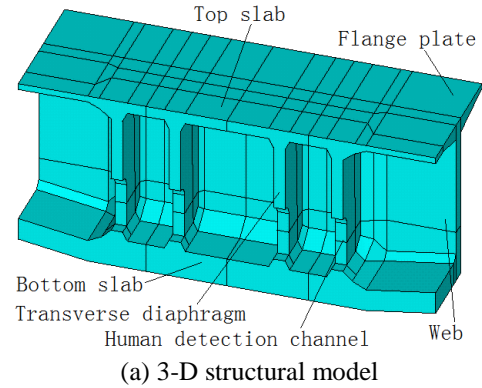 Top slab
Flange plate
Bottom slab
Transverse diaphragm
Human detection channel
Web
(a) 3-D structural model